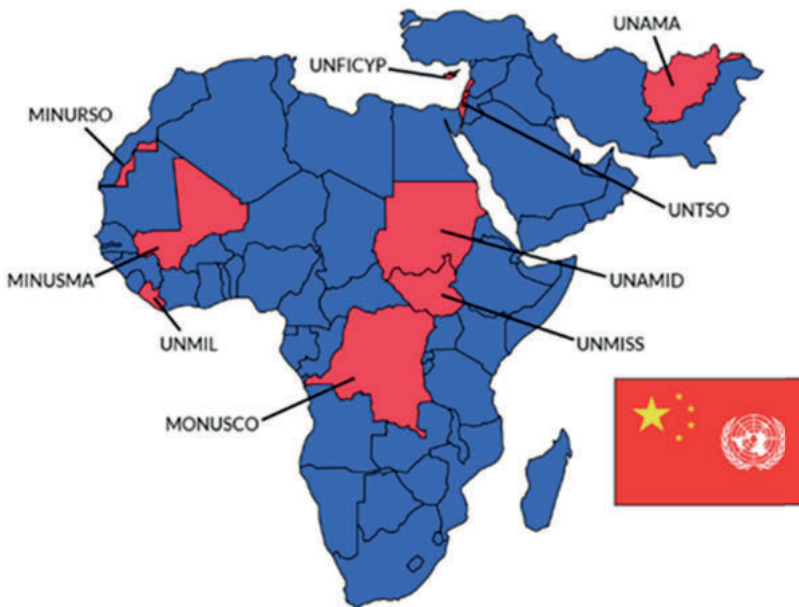 UNAMA
UNFICYP
MINURSO
UNTSO
MINUSMA
UNAMID
UNMIL
UNMISS
MONUSCO